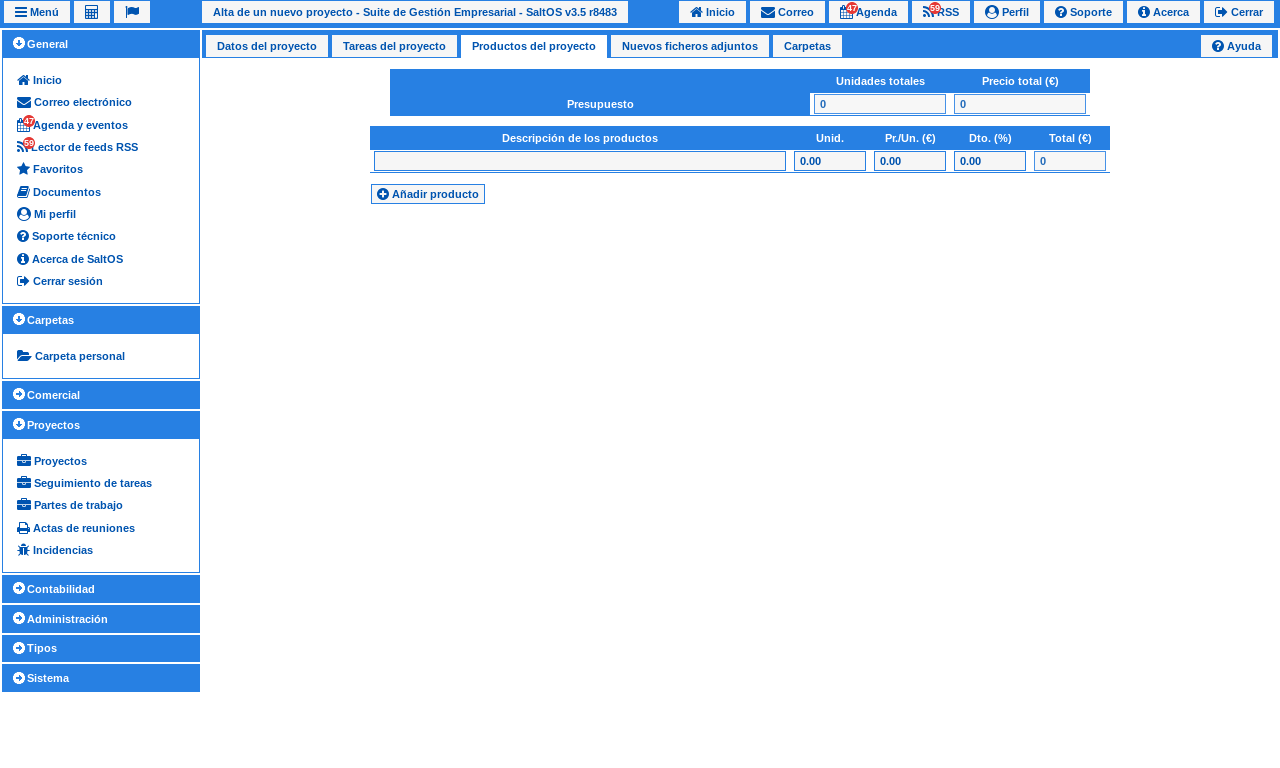 Menú
Alta de un nuevo proyecto - Suite de Gestión Empresarial - SaltOS v3.5 r8483
Inicio
Correo
47 Agenda
59 RSS
Perfil
Soporte
Acerca
Cerrar
General
Inicio
Correo electrónico
47 Agenda y eventos
59 Lector de feeds RSS
Favoritos
Documentos
Mi perfil
Soporte técnico
Acerca de SaltOS
Cerrar sesión
Carpetas
Carpeta personal
Comercial
Proyectos
Proyectos
Seguimiento de tareas
Partes de trabajo
Actas de reuniones
Incidencias
Contabilidad
Administración
Tipos
Sistema
Datos del proyecto
Tareas del proyecto
Productos del proyecto
Nuevos ficheros adjuntos
Carpetas
Ayuda
Unidades totales Precio total (€)
Presupuesto 0 0
Descripción de los productos Unid. Pr./Un. (€) Dto. (%) Total (€)
0.00 0.00 0.00 0
Añadir producto